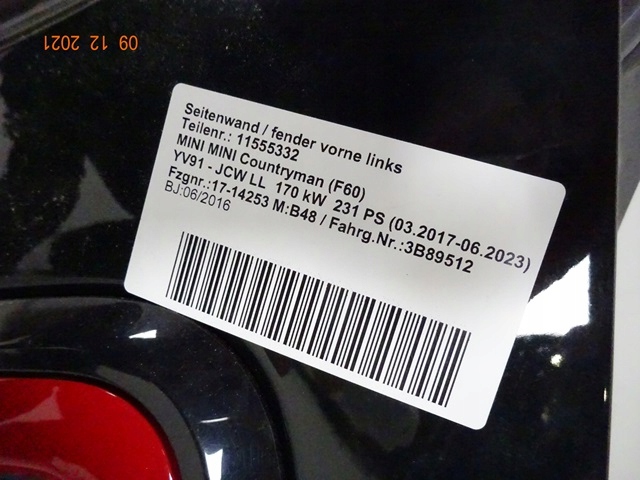 09 12 2021
Seitenwand / fender vorne links
Teilenr.: 11555332
MINI MINI Countryman (F60)
YV91 - JCW LL 170 kW 231 PS (03.2017-06.2023)
Fzgnr.:17-14253 M:B48 / Fahrg.Nr.:3B89512
BJ:06/2016